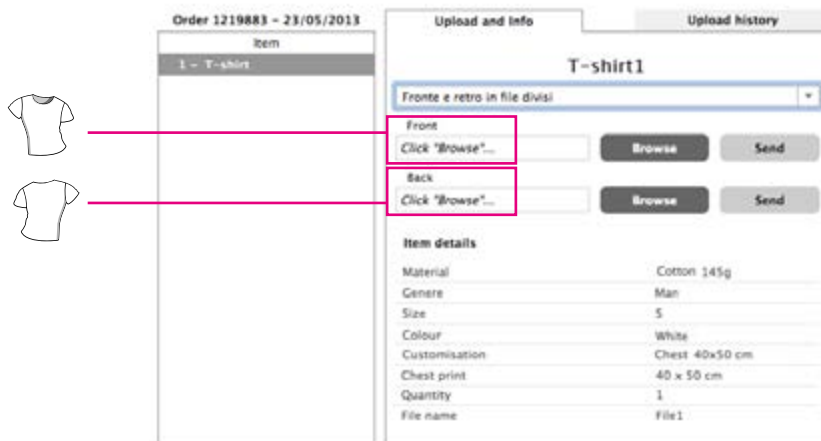 Order 1219883 - 23/05/2013
Item
1 - T-shirt
Upload and Info
Upload history
T-shirt1
Fronte e retro in file divisi
Front
Click "Browse"...
Browse
Send
Back
Click "Browse"...
Browse
Send
Item details
Material Cotton 145g
Genere Man
Size S
Colour White
Customisation Chest 40x50 cm
Chest print 40 x 50 cm
Quantity 1
File name File1